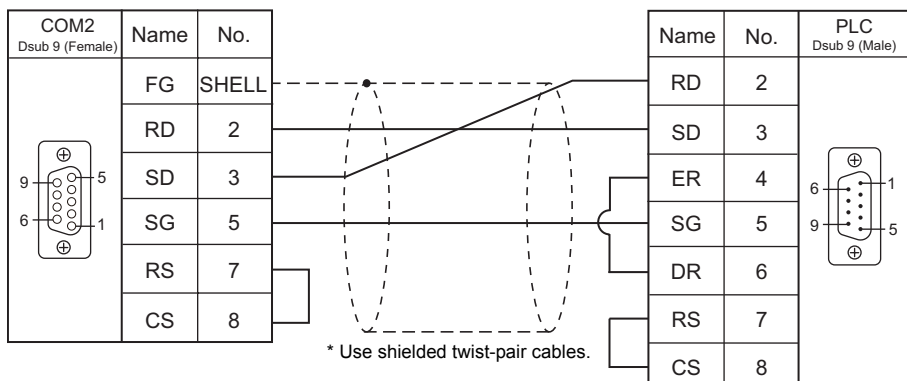 COM2
Dsub 9 (Female)
Name No.
FG SHELL
RD 2
SD 3
SG 5
RS 7
CS 8
9 5
6 1
* Use shielded twist-pair cables.
Name No.
PLC
Dsub 9 (Male)
RD 2
SD 3
ER 4
SG 5
DR 6
RS 7
CS 8
6 1
9 5